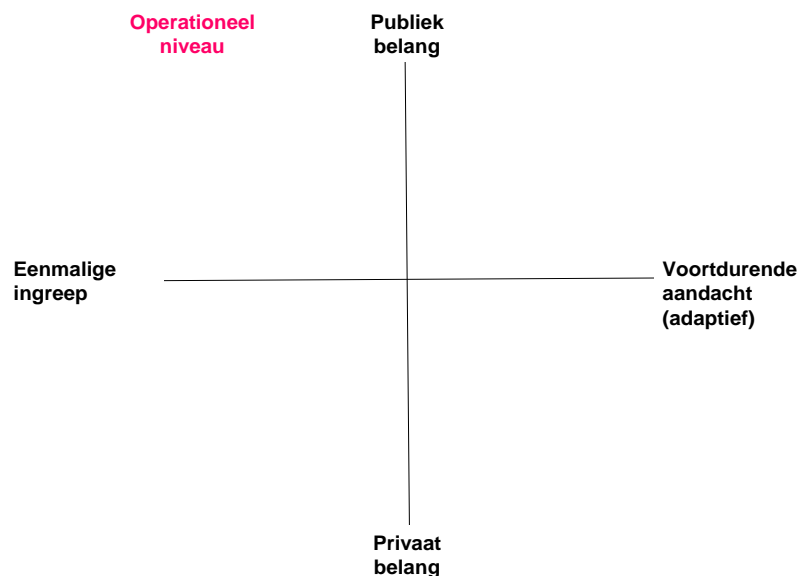 Operationeel
niveau
Publiek
belang
Eenmalige
ingreep
Voortdurende
aandacht
(adaptief)
Privaat
belang